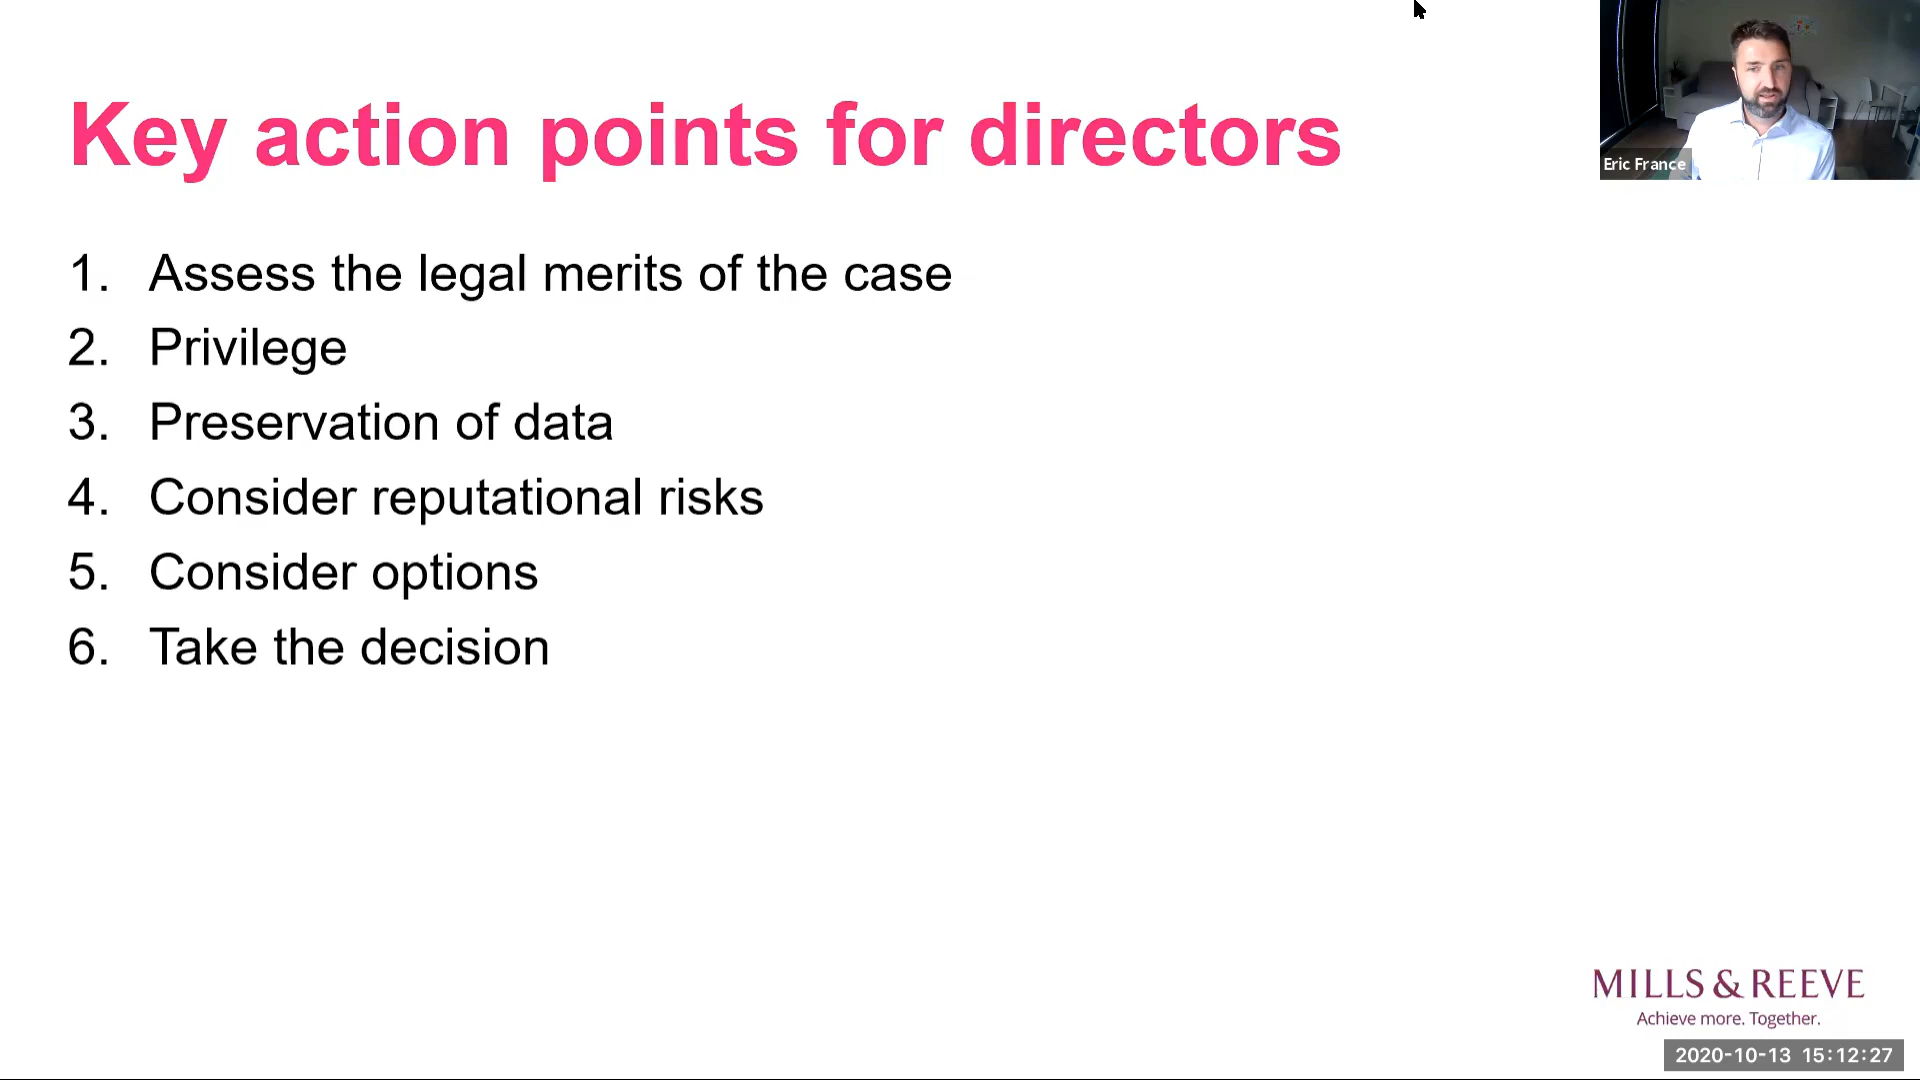 Key action points for directors
Eric France
1. Assess the legal merits of the case
2. Privilege
3. Preservation of data
4. Consider reputational risks
5. Consider options
6. Take the decision
MILLS & REEVE
Achieve more. Together.
2020-10-13 15:12:27